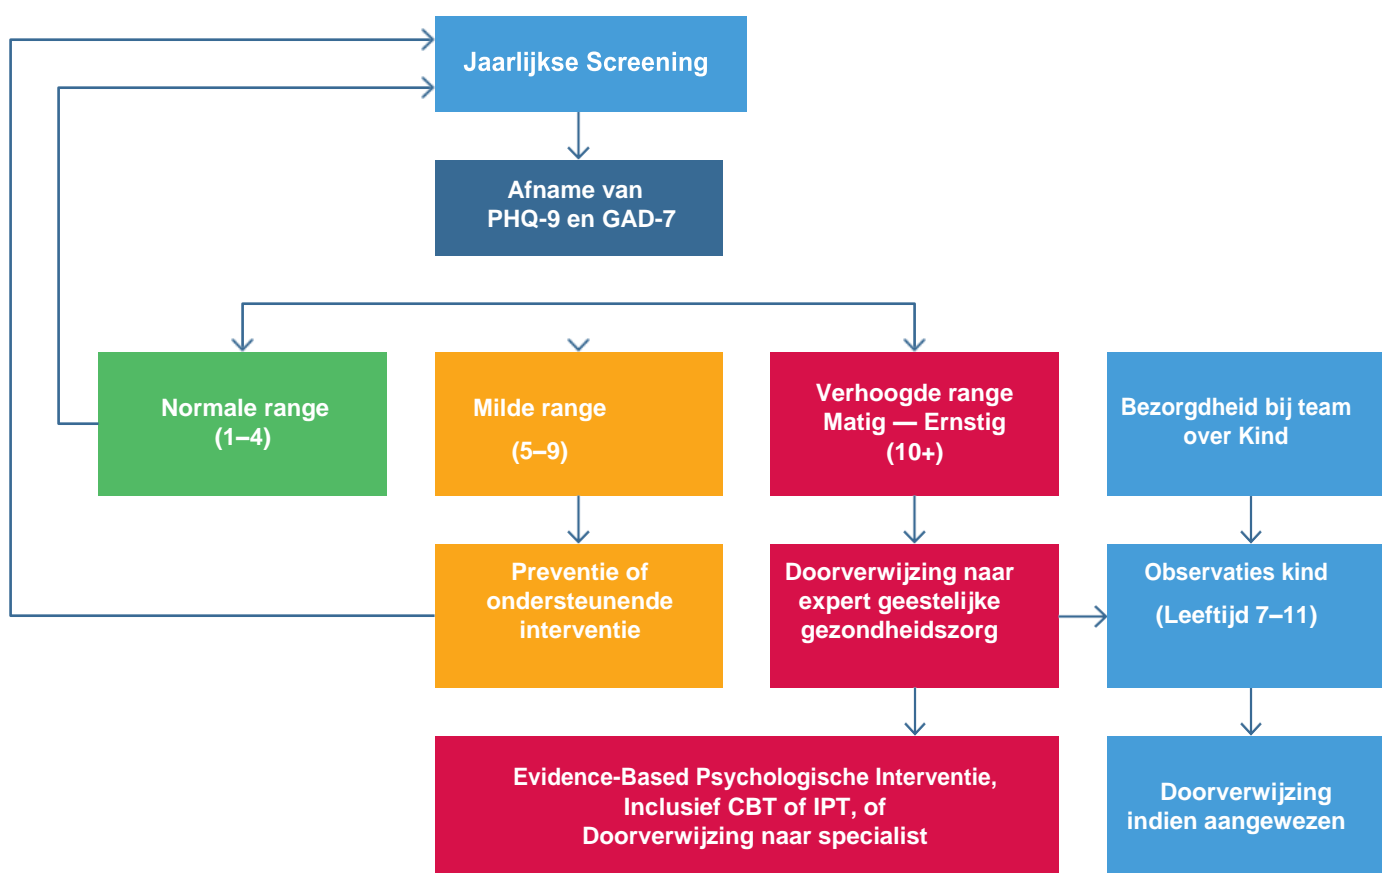 Jaarlijkse Screening
Afname van
PHQ-9 en GAD-7
Normale range
(1–4)
Milde range
(5–9)
Verhoogde range
Matig — Ernstig
(10+)
Bezorgdheid bij team
over Kind
Preventie of
ondersteunende
interventie
Doorverwijzing naar
expert geestelijke
gezondheidszorg
Observaties kind
(Leeftijd 7–11)
Evidence-Based Psychologische Interventie,
Inclusief CBT of IPT, of
Doorverwijzing naar specialist
Doorverwijzing
indien aangewezen